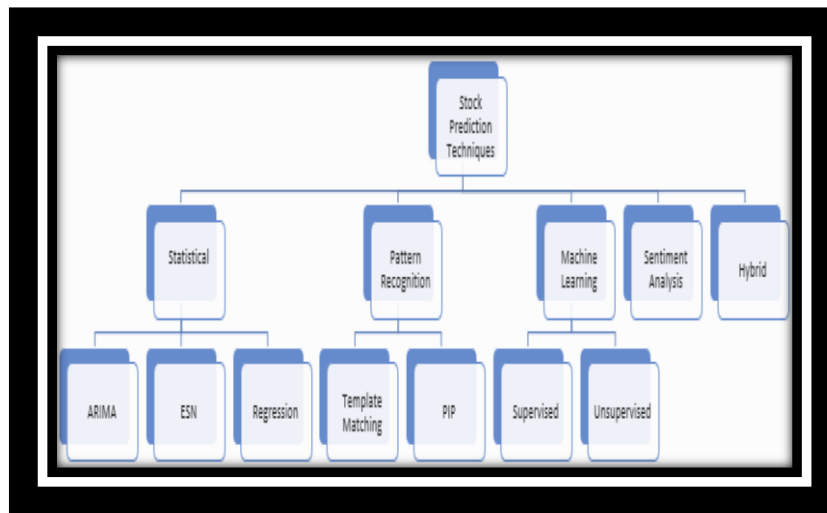 Stock
Prediction
Techniques
Statistical
Pattern
Recognition
Machine
Learning
Sentiment
Analysis
Hybrid
ARIMA
ESN
Regression
Template
Matching
PIP
Supervised
Unsupervised